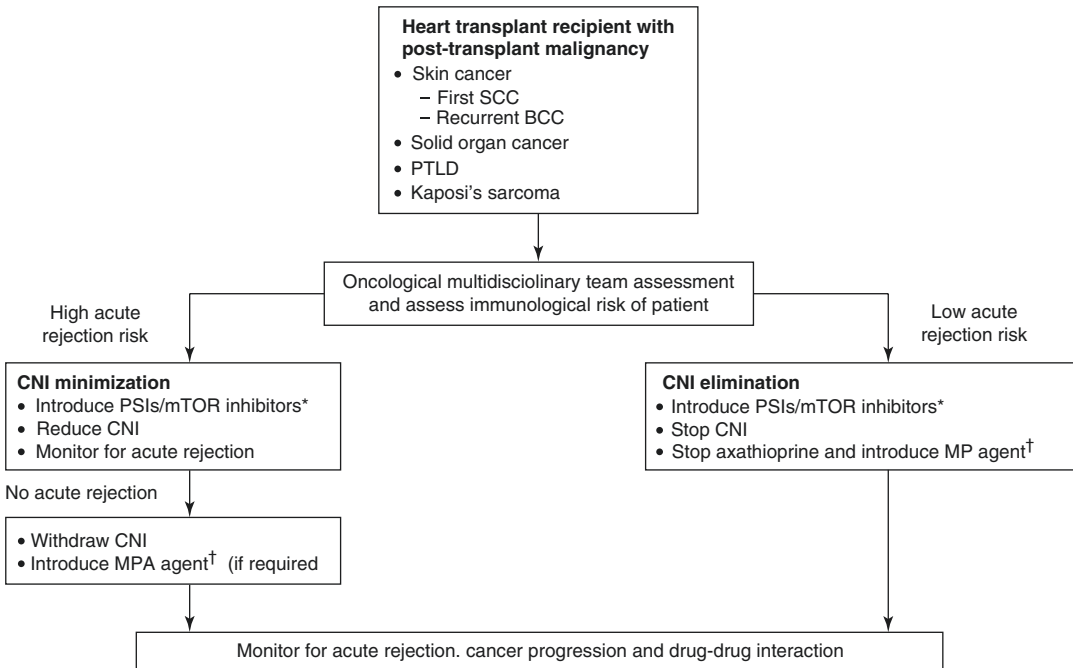 Heart transplant recipient with
post-transplant malignancy
• Skin cancer
– First SCC
– Recurrent BCC
• Solid organ cancer
• PTLD
• Kaposi's sarcoma
Oncological multidisciolinary team assessment
and assess immunological risk of patient
High acute
rejection risk
Low acute
rejection risk
CNI minimization
• Introduce PSIs/mTOR inhibitors*
• Reduce CNI
• Monitor for acute rejection
CNI elimination
• Introduce PSIs/mTOR inhibitors*
• Stop CNI
• Stop axathioprine and introduce MP agent†
No acute rejection
• Withdraw CNI
• Introduce MPA agent† (if required
Monitor for acute rejection. cancer progression and drug-drug interaction